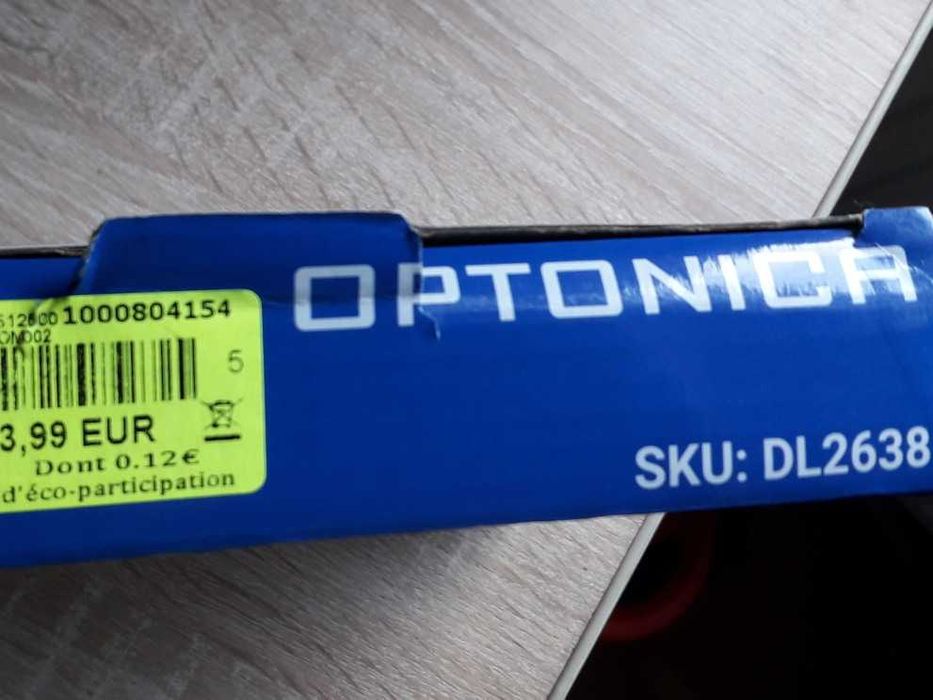 1000804154
5
3,99 EUR
Dont 0.12€
d'éco-participation
OPTONICA
SKU: DL2638